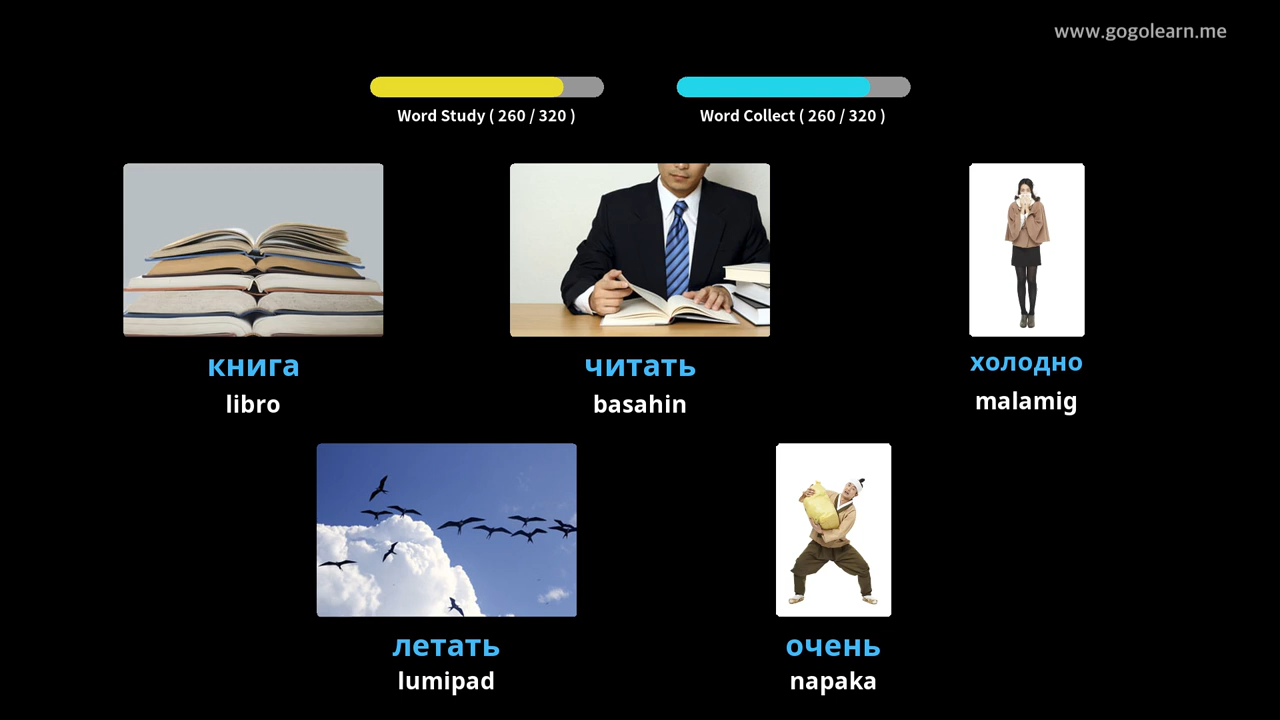 www.gogolearn.me
Word Study ( 260 / 320 )
Word Collect ( 260 / 320 )
книга
libro
читать
basahin
холодно
malamig
летать
lumipad
очень
napaka